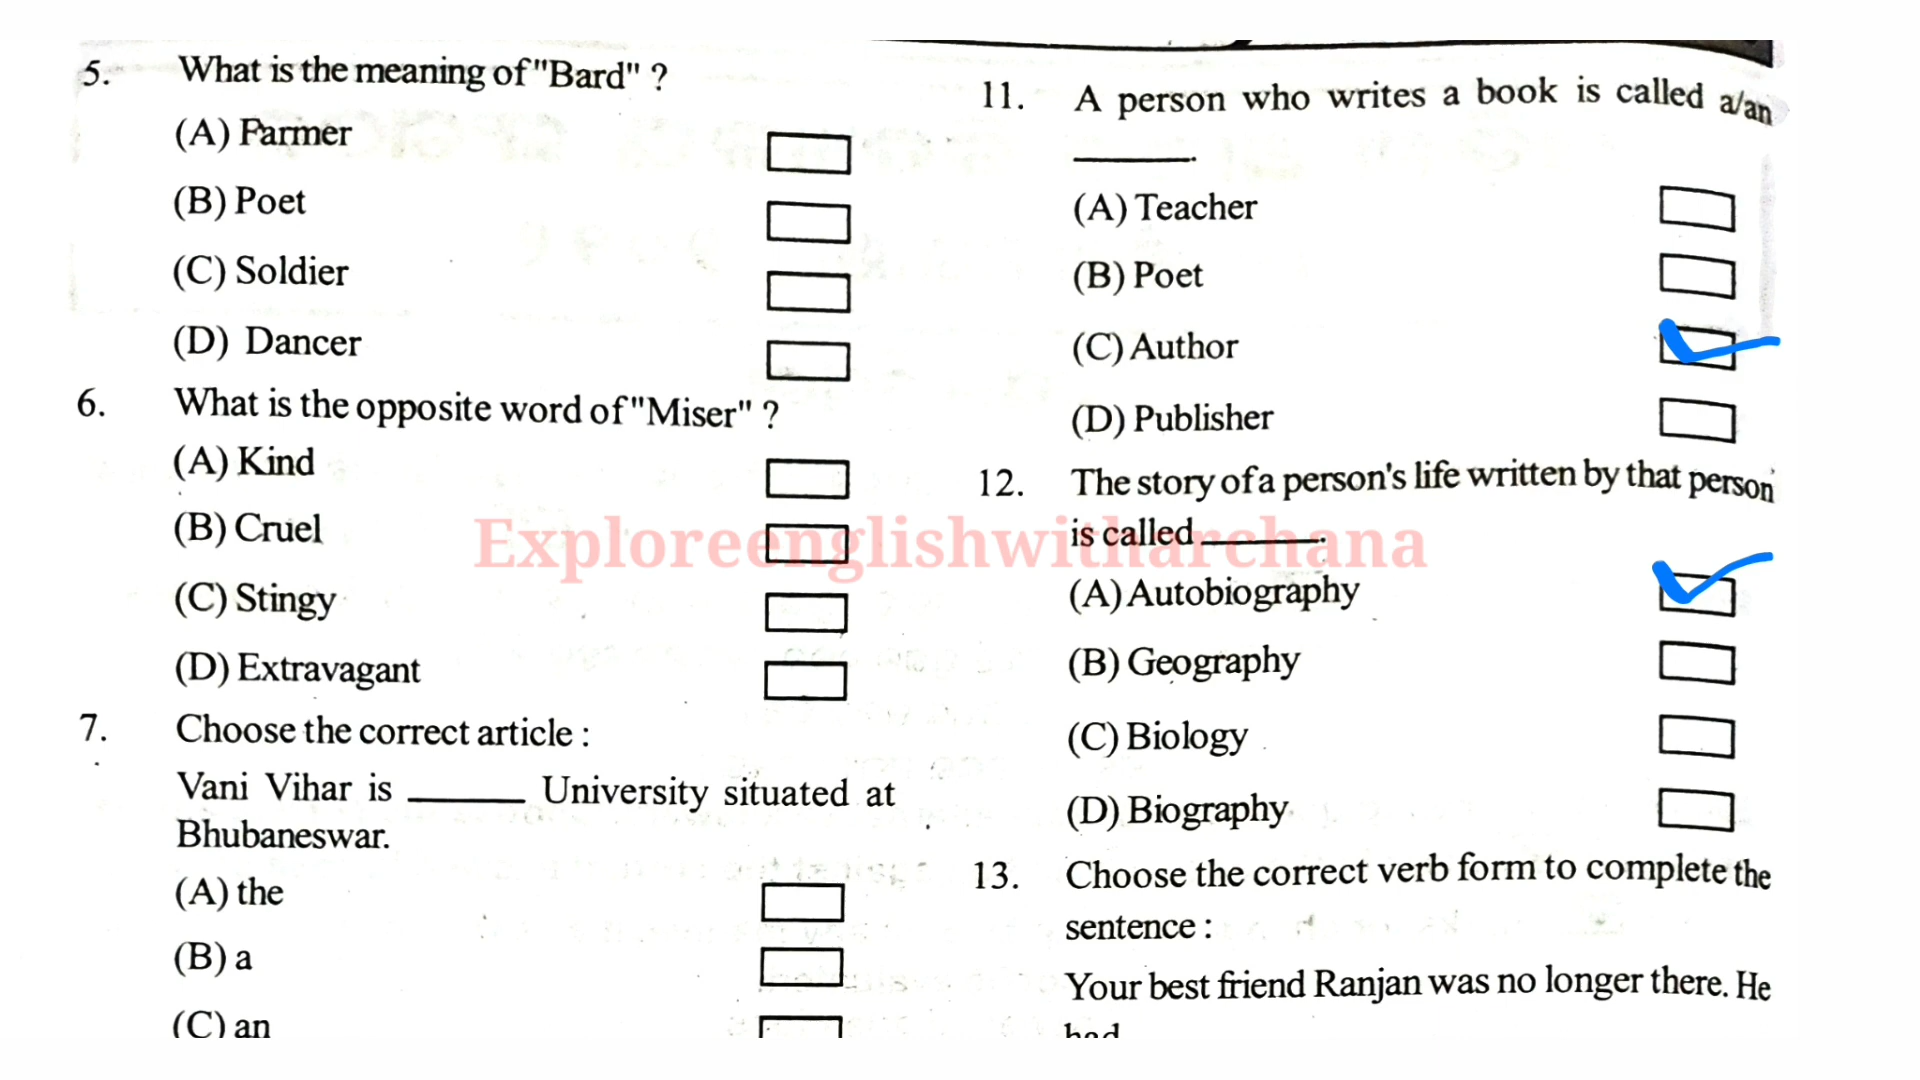 5. What is the meaning of "Bard" ?
(A) Farmer
(B) Poet
(C) Soldier
(D) Dancer
6. What is the opposite word of "Miser" ?
(A) Kind
(B) Cruel
(C) Stingy
(D) Extravagant
7. Choose the correct article :
Vani Vihar is ______ University situated at
Bhubaneswar.
(A) the
(B) a
(C) an
11. A person who writes a book is called a/an
______.
(A) Teacher
(B) Poet
(C) Author
(D) Publisher
12. The story of a person's life written by that person
is called ______.
(A) Autobiography
(B) Geography
(C) Biology
(D) Biography
13. Choose the correct verb form to complete the
sentence :
Your best friend Ranjan was no longer there. He
had
Exploreenglishwitharchana